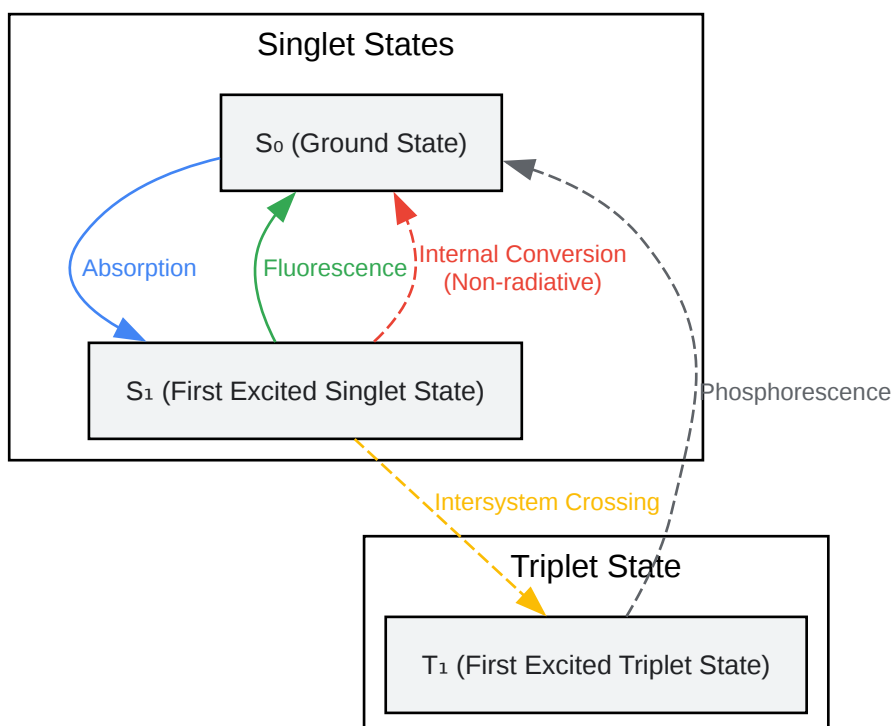 Singlet States
S₀ (Ground State)
Absorption
Fluorescence
Internal Conversion
(Non-radiative)
S₁ (First Excited Singlet State)
Phosphorescence
Intersystem Crossing
Triplet State
T₁ (First Excited Triplet State)